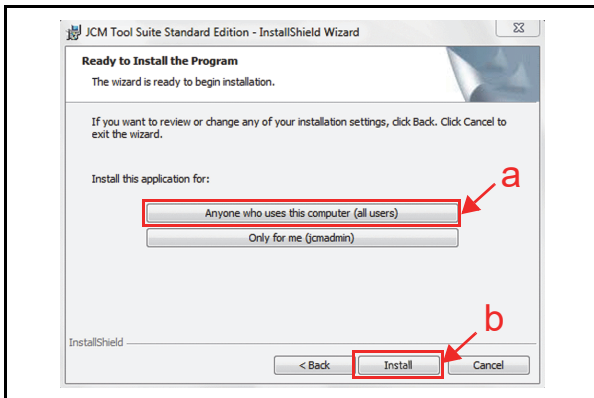 JCM Tool Suite Standard Edition - InstallShield Wizard
Ready to Install the Program
The wizard is ready to begin installation.
If you want to review or change any of your installation settings, click Back. Click Cancel to
exit the wizard.
Install this application for:
a
Anyone who uses this computer (all users)
Only for me (jcmadmin)
b
InstallShield
< Back
Install
Cancel